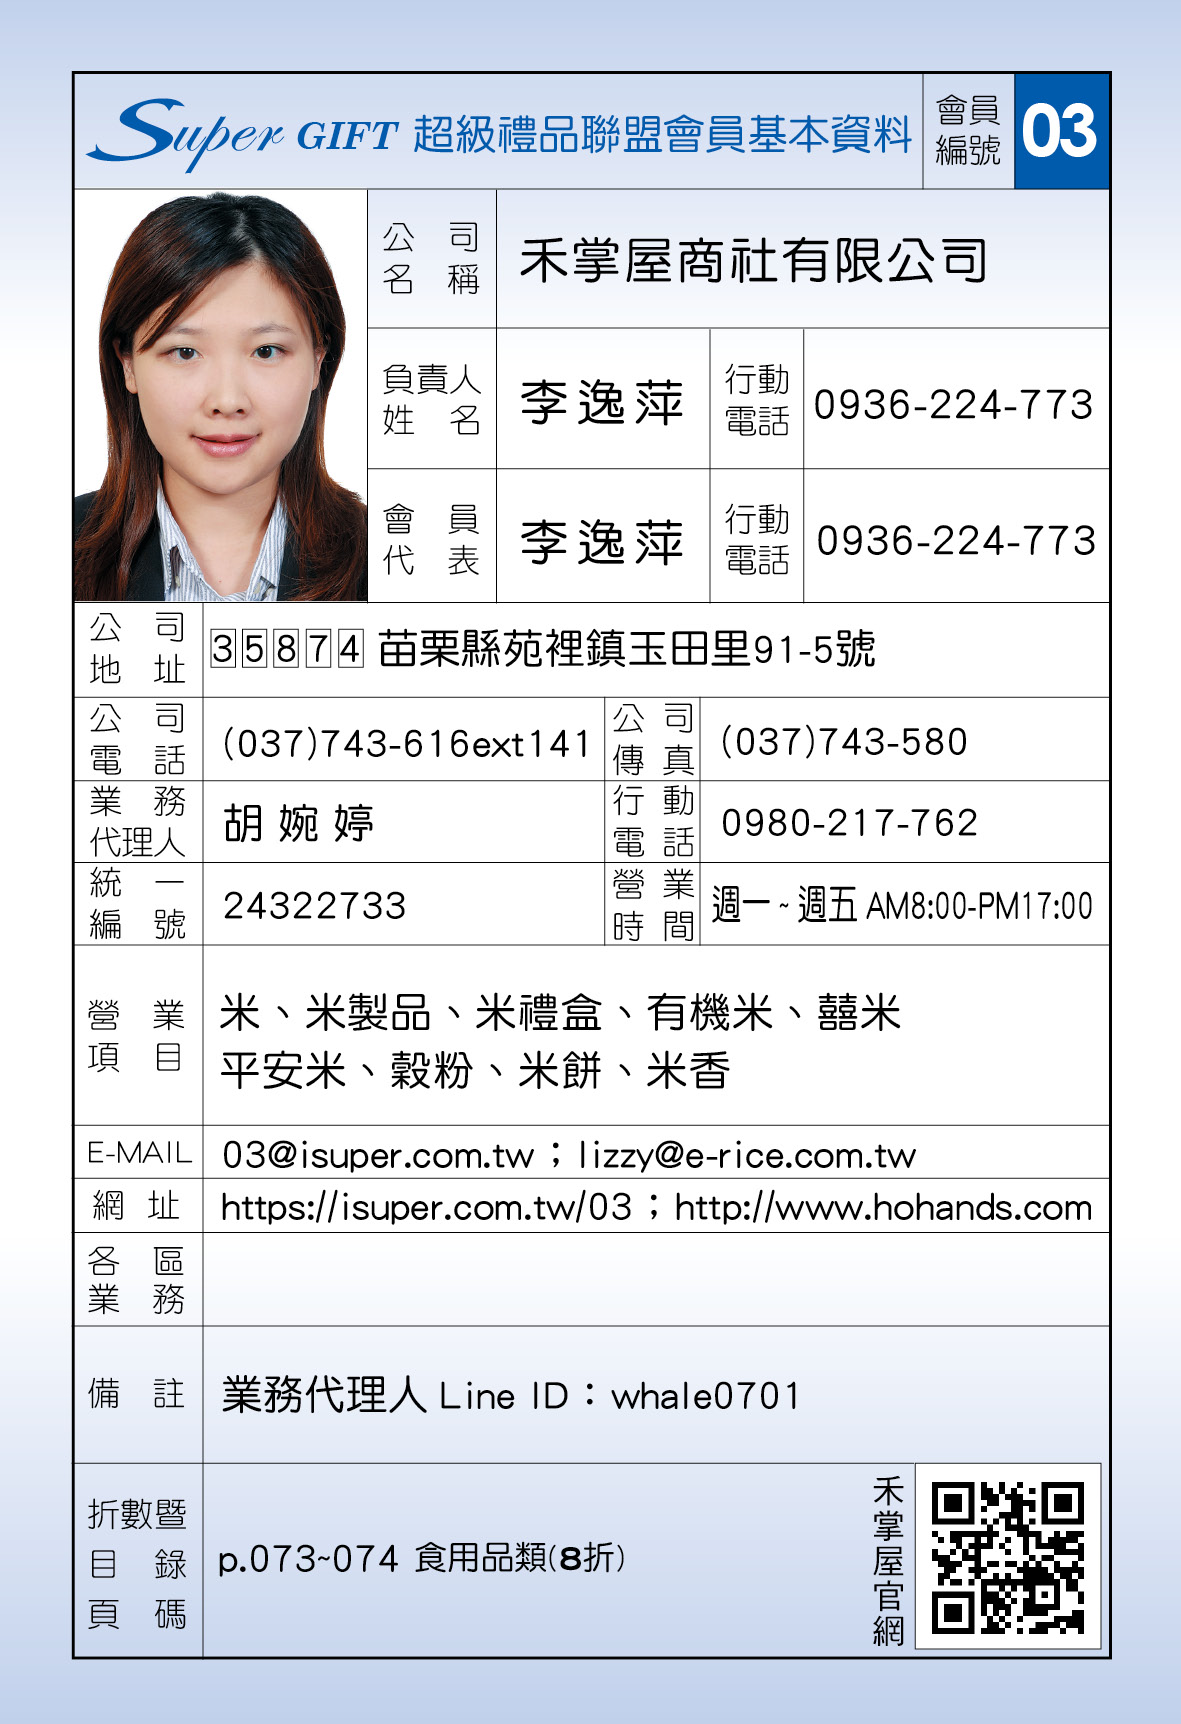 Super GIFT 超級禮品聯盟會員基本資料
會員編號 03
公司名稱 禾掌屋商社有限公司
負責人姓名 李逸萍 行動電話 0936-224-773
會員代表 李逸萍 行動電話 0936-224-773
公司地址 35874 苗栗縣苑裡鎮玉田里91-5號
公司電話 (037)743-616ext141 公司傳真 (037)743-580
業務代理人 胡婉婷 行動電話 0980-217-762
統一編號 24322733 營業時間 週一~週五 AM8:00-PM17:00
營業項目 米、米製品、米禮盒、有機米、囍米
平安米、穀粉、米餅、米香
E-MAIL 03@isuper.com.tw；lizzy@e-rice.com.tw
網址 https://isuper.com.tw/03；http://www.hohands.com
各區業務
備註 業務代理人 Line ID：whale0701
折數暨目錄頁碼 p.073~074 食用品類(8折)
禾掌屋官網